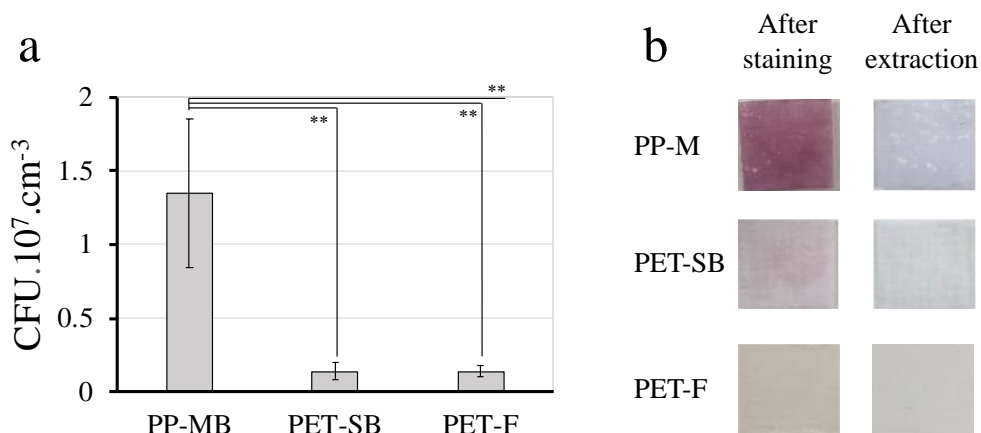 a
**
**
**
2
1.5
1
0.5
0
CFU.10⁷.cm⁻³
PP-MB PET-SB PET-F
b
After After
staining extraction
PP-M
PET-SB
PET-F